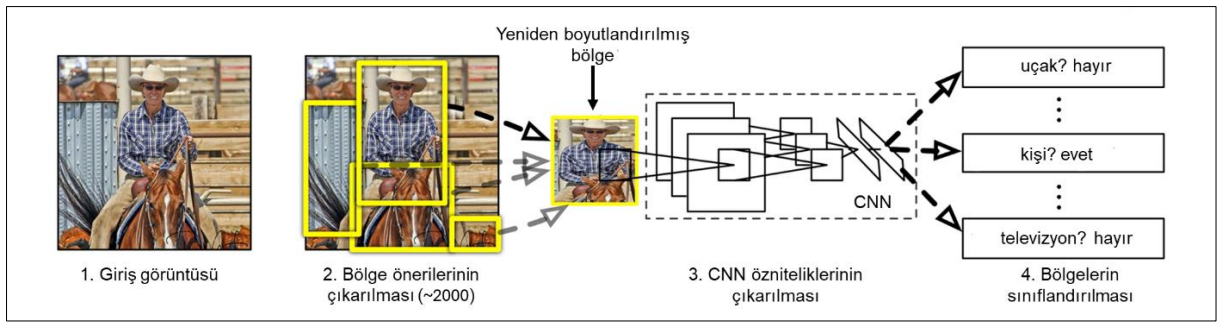 Yeniden boyutlandırılmış
bölge
uçak? hayır
kişi? evet
CNN
televizyon? hayır
1. Giriş görüntüsü
2. Bölge önerilerinin
çıkarılması (~2000)
3. CNN özniteliklerinin
çıkarılması
4. Bölgelerin
sınıflandırılması